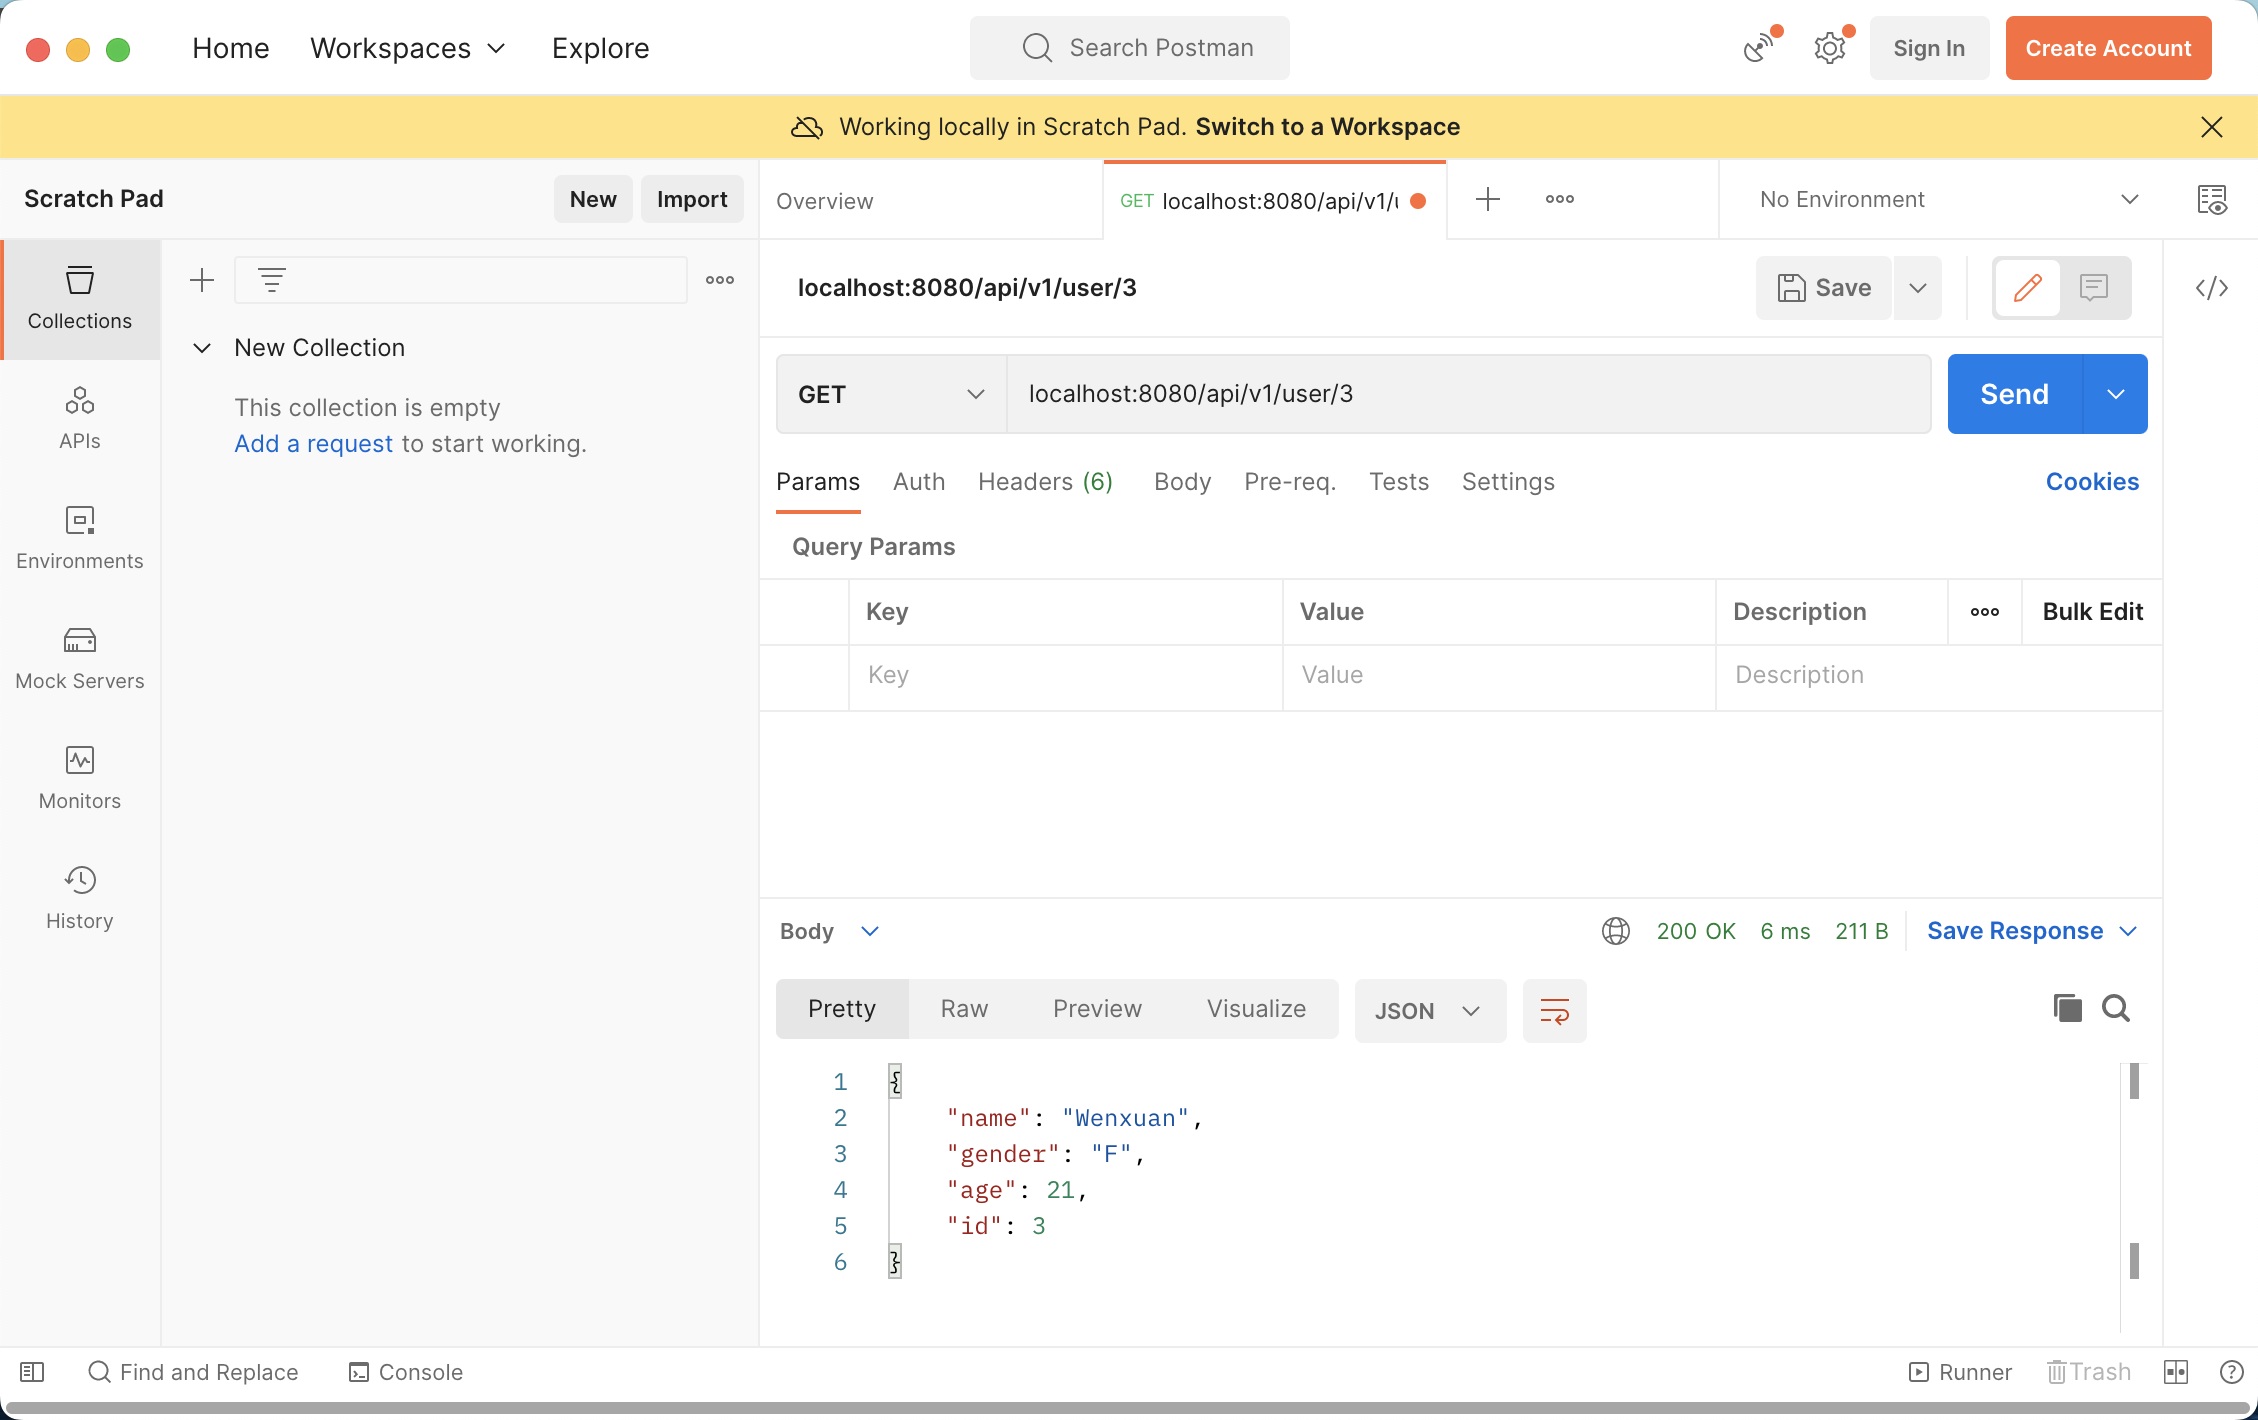 Home Workspaces Explore Search Postman Sign In Create Account
Working locally in Scratch Pad. Switch to a Workspace
Scratch Pad New Import
Overview GET localhost:8080/api/v1/ No Environment
Collections
APIs
Environments
Mock Servers
Monitors
History
New Collection
This collection is empty
Add a request to start working.
localhost:8080/api/v1/user/3 Save
GET localhost:8080/api/v1/user/3 Send
Params Auth Headers (6) Body Pre-req. Tests Settings Cookies
Query Params
Key Value Description Bulk Edit
Key Value Description
Body 200 OK 6 ms 211 B Save Response
Pretty Raw Preview Visualize JSON
1 {
2 "name": "Wenxuan",
3 "gender": "F",
4 "age": 21,
5 "id": 3
6 }
Find and Replace Console Runner Trash